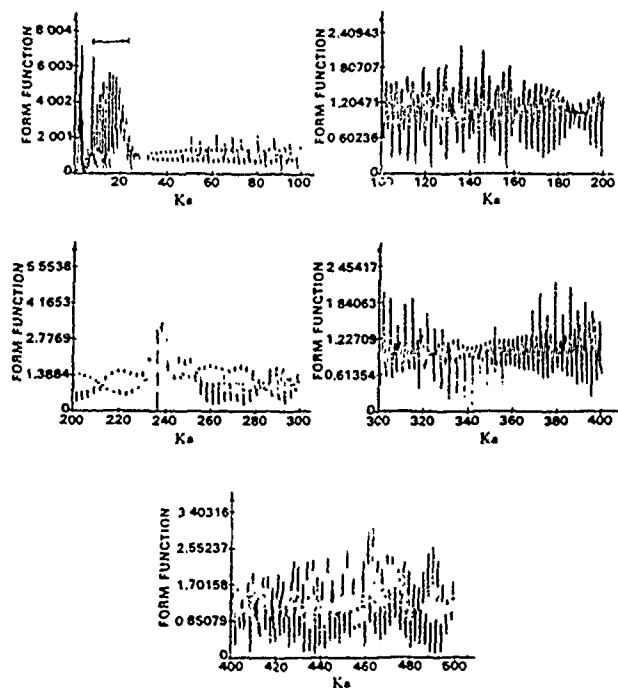 FORM FUNCTION
8 004
6 003
4 002
2 001
0
20 40 60 80 100
Ka
FORM FUNCTION
2.40943
1 80707
1 20471
0 60236
0
120 140 160 180 200
Ka
FORM FUNCTION
5 5538
4 1653
2.7769
1.3884
0
200 220 240 260 280 300
Ka
FORM FUNCTION
2 45417
1 84063
1 22709
0 61354
0
300 320 340 360 380 400
Ka
FORM FUNCTION
3 40316
2 55237
1 70158
0 85079
0
400 420 440 460 480 500
Ka